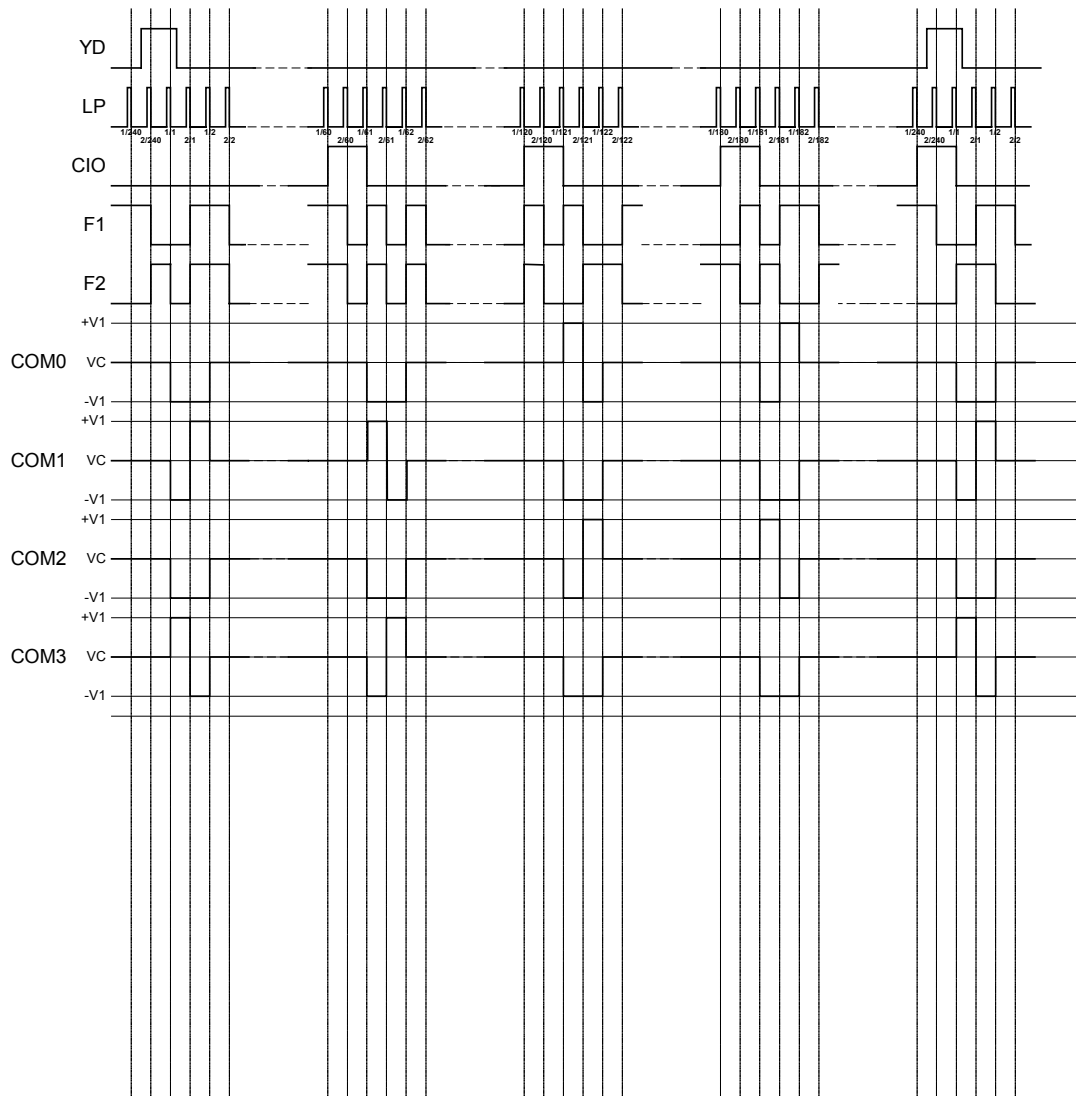 YD
LP
1/240 1/1 1/2 1/60 1/61 1/62 1/120 1/121 1/122 1/180 1/181 1/182 1/240 1/1 1/2
2/240 2/1 2/2 2/60 2/61 2/62 2/120 2/121 2/122 2/180 2/181 2/182 2/240 2/1 2/2
CIO
F1
F2
+V1
COM0 VC
-V1
+V1
COM1 VC
-V1
+V1
COM2 VC
-V1
+V1
COM3 VC
-V1